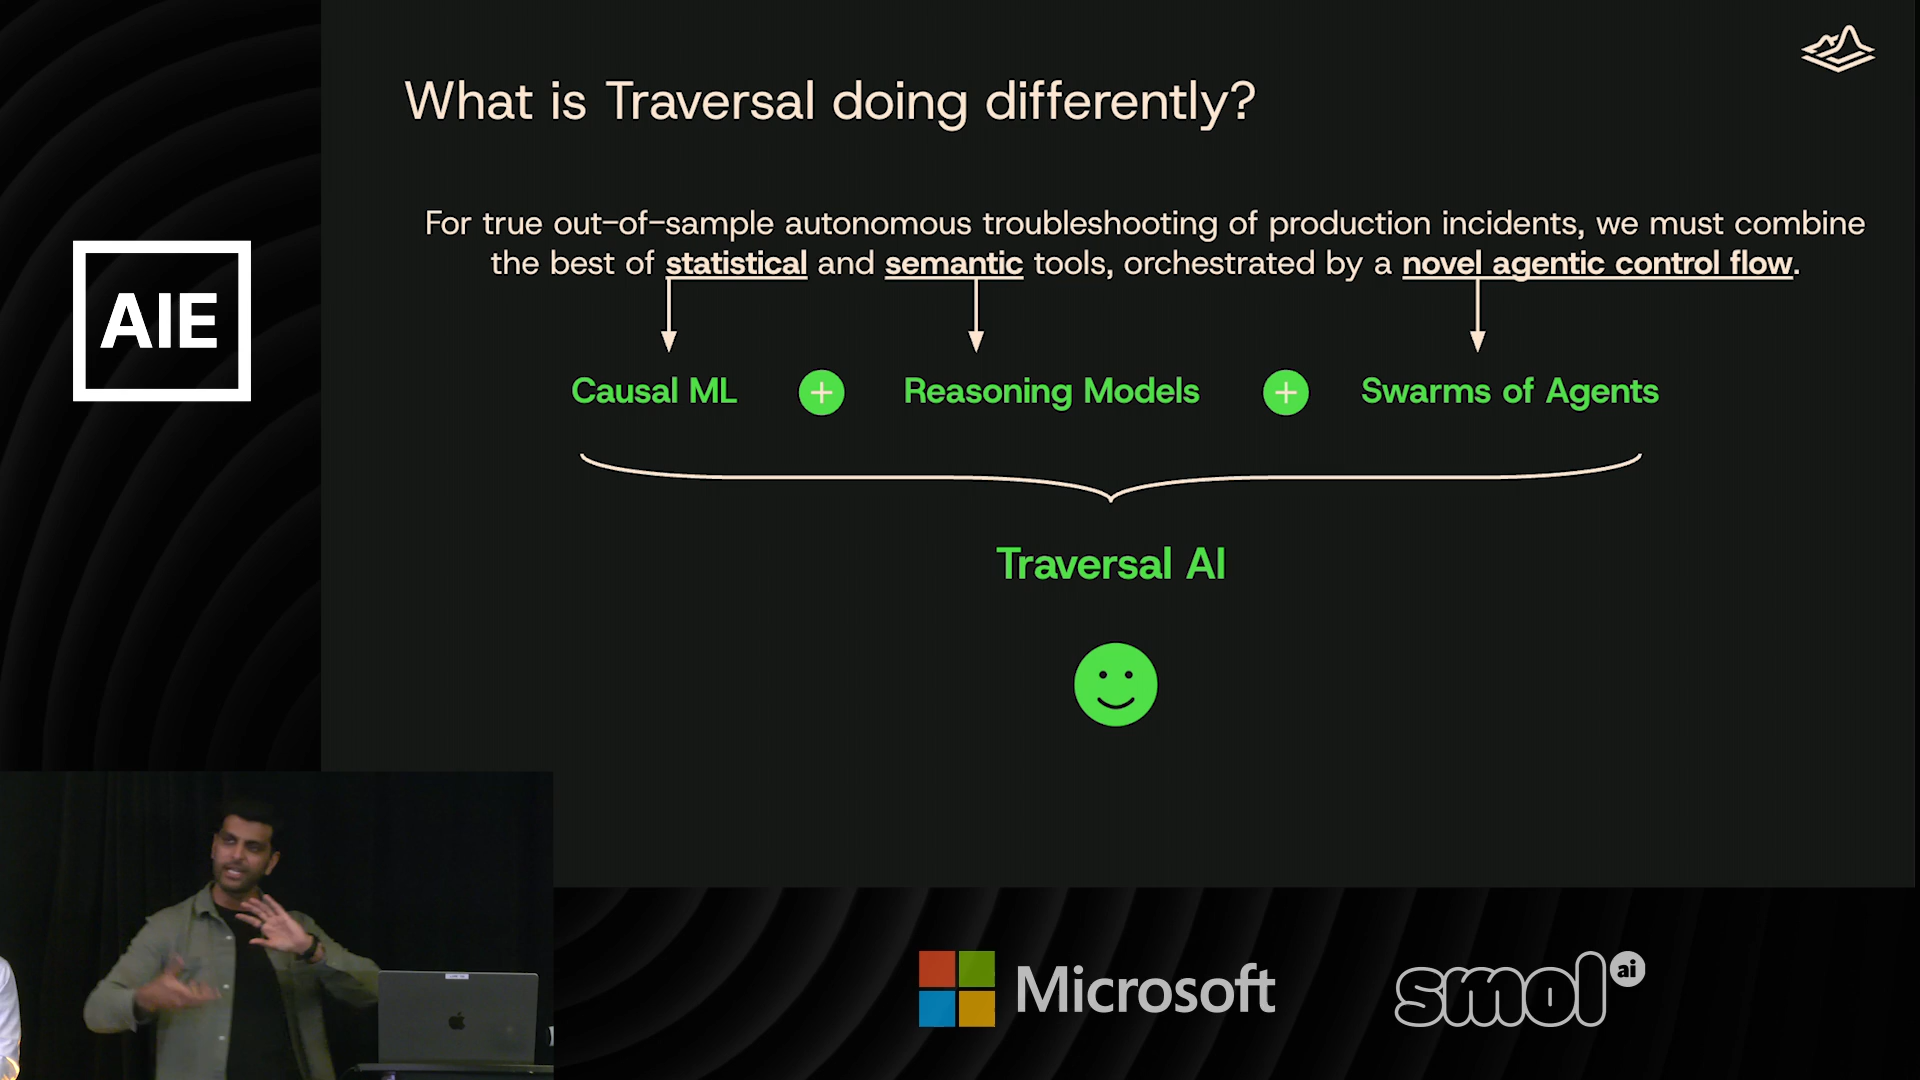 What is Traversal doing differently?
For true out-of-sample autonomous troubleshooting of production incidents, we must combine
the best of statistical and semantic tools, orchestrated by a novel agentic control flow.
Causal ML + Reasoning Models + Swarms of Agents
Traversal AI
AIE
Microsoft
smol ai